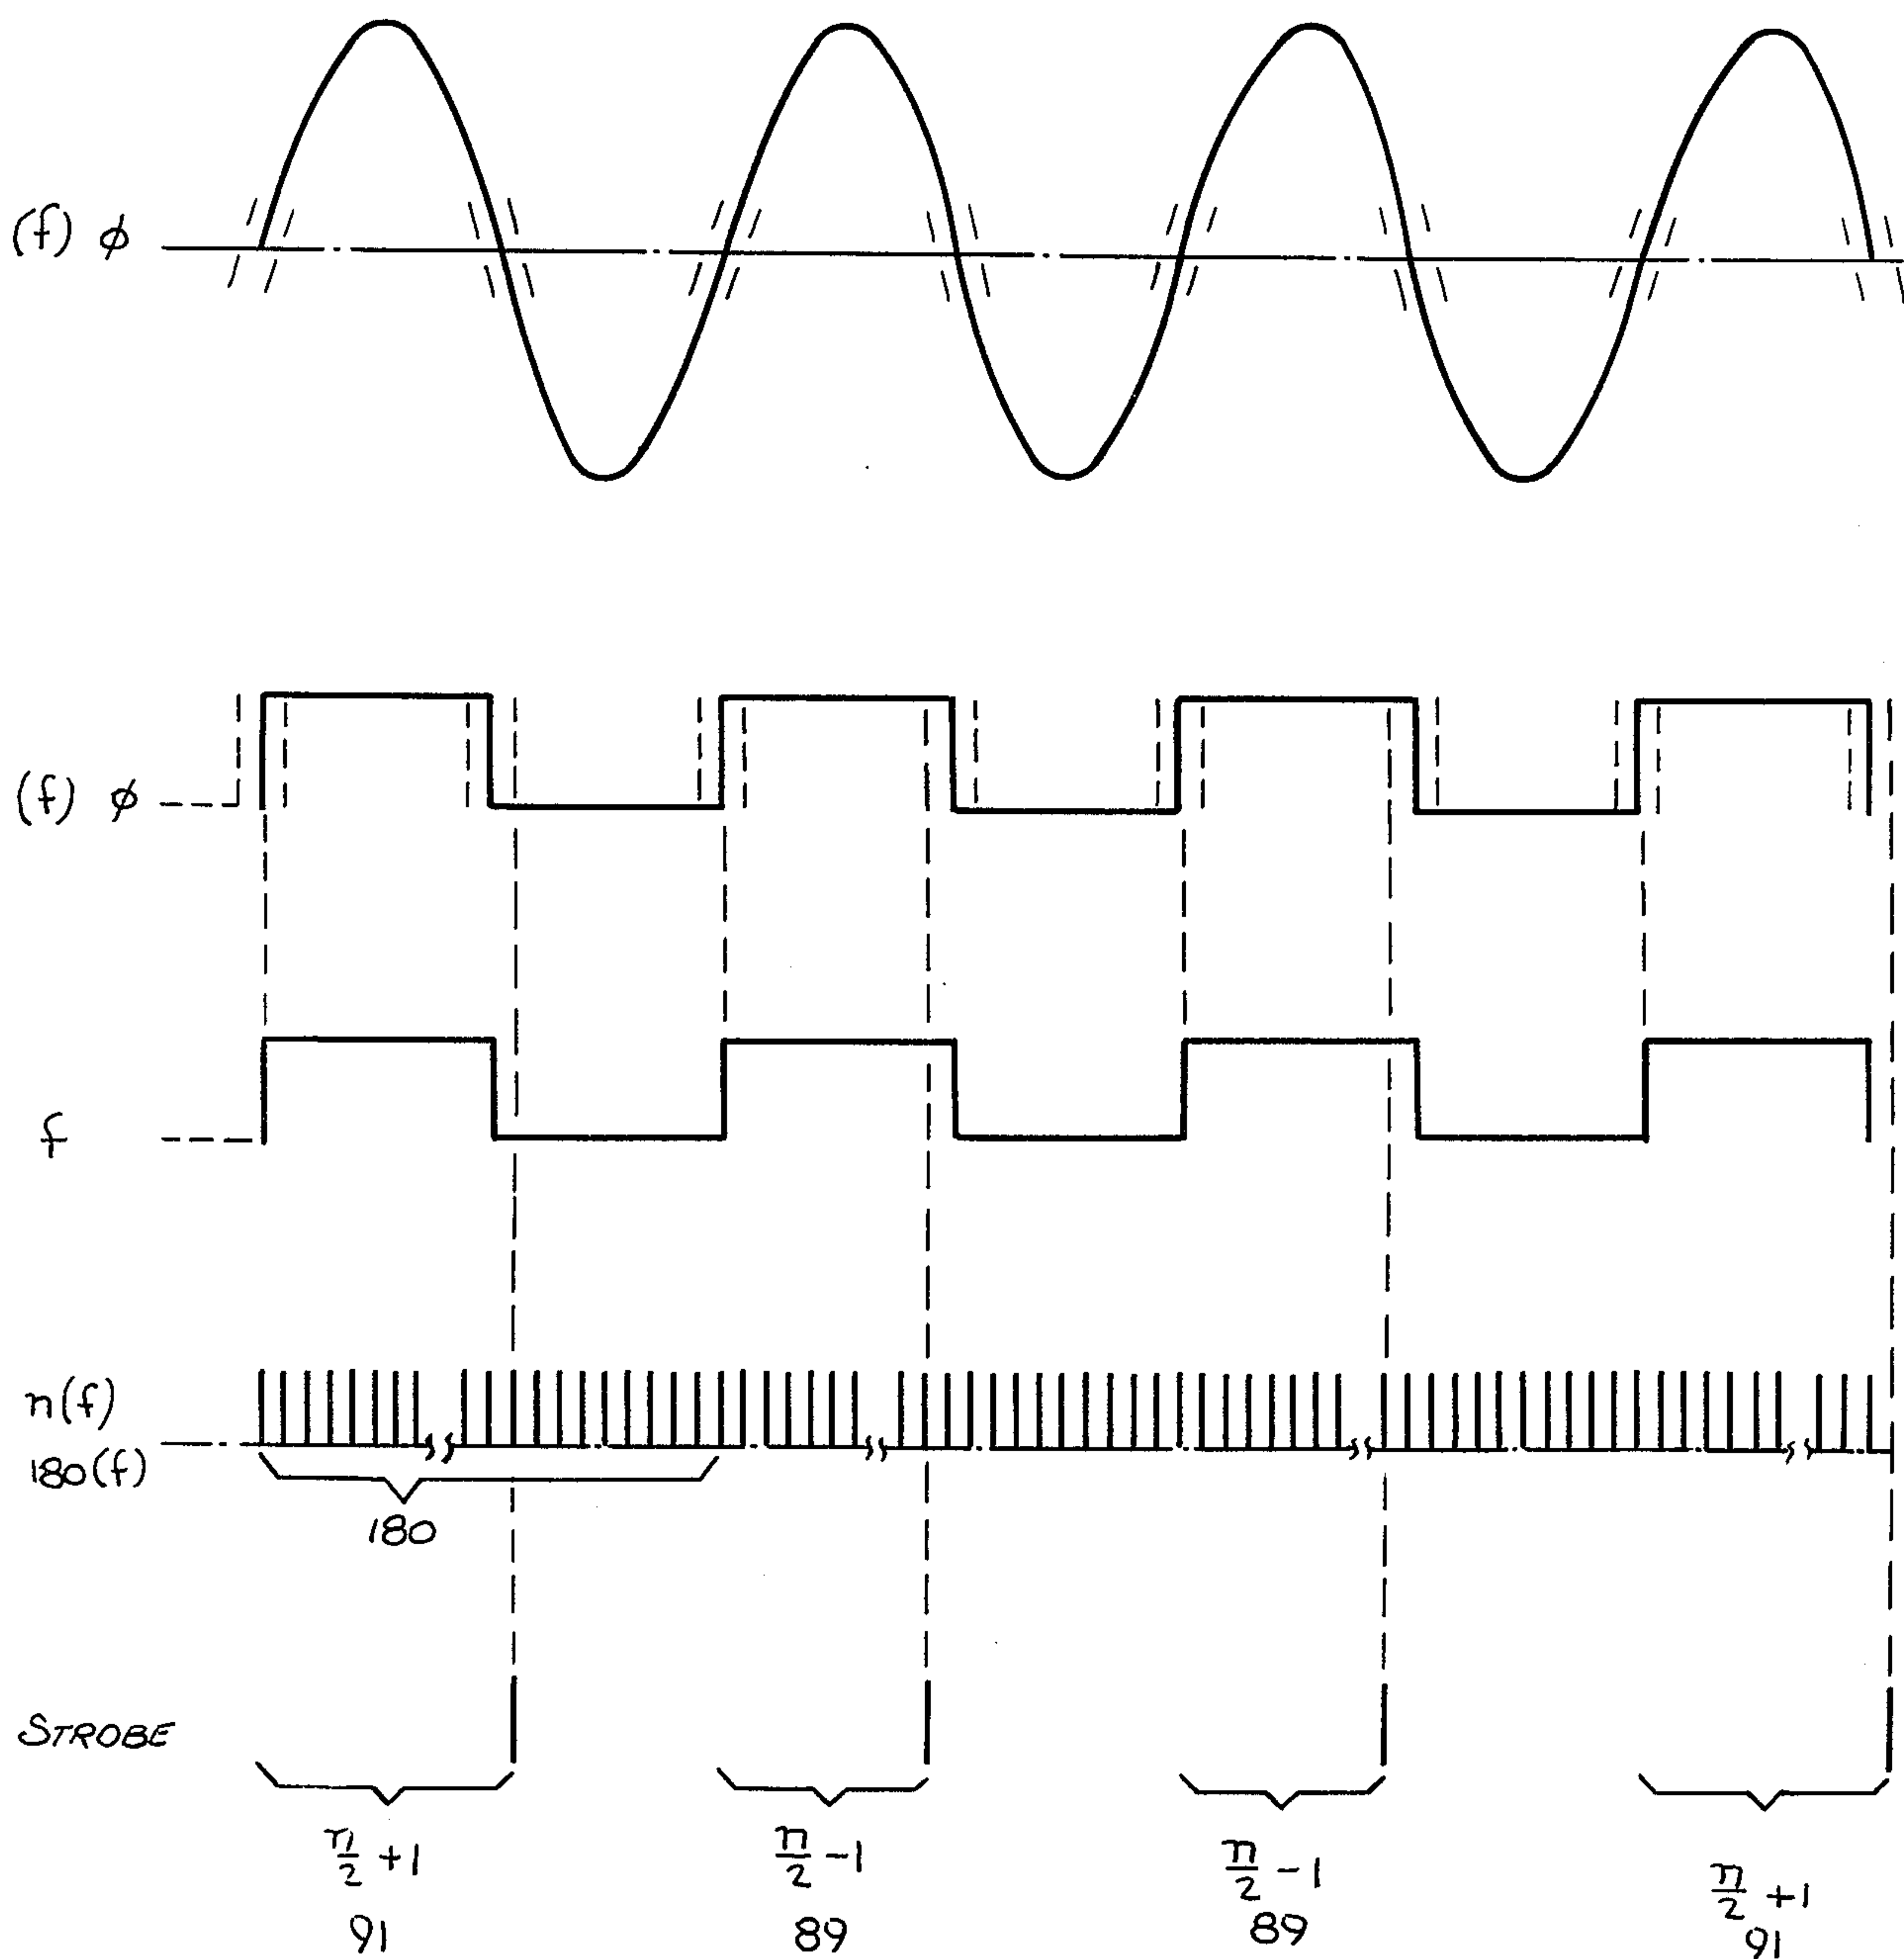 (f) ϕ
(f) ϕ
f
n(f)
180(f)
180
STROBE
n/2 +1
91
n/2 -1
89
n/2 -1
89
n/2 +1
91